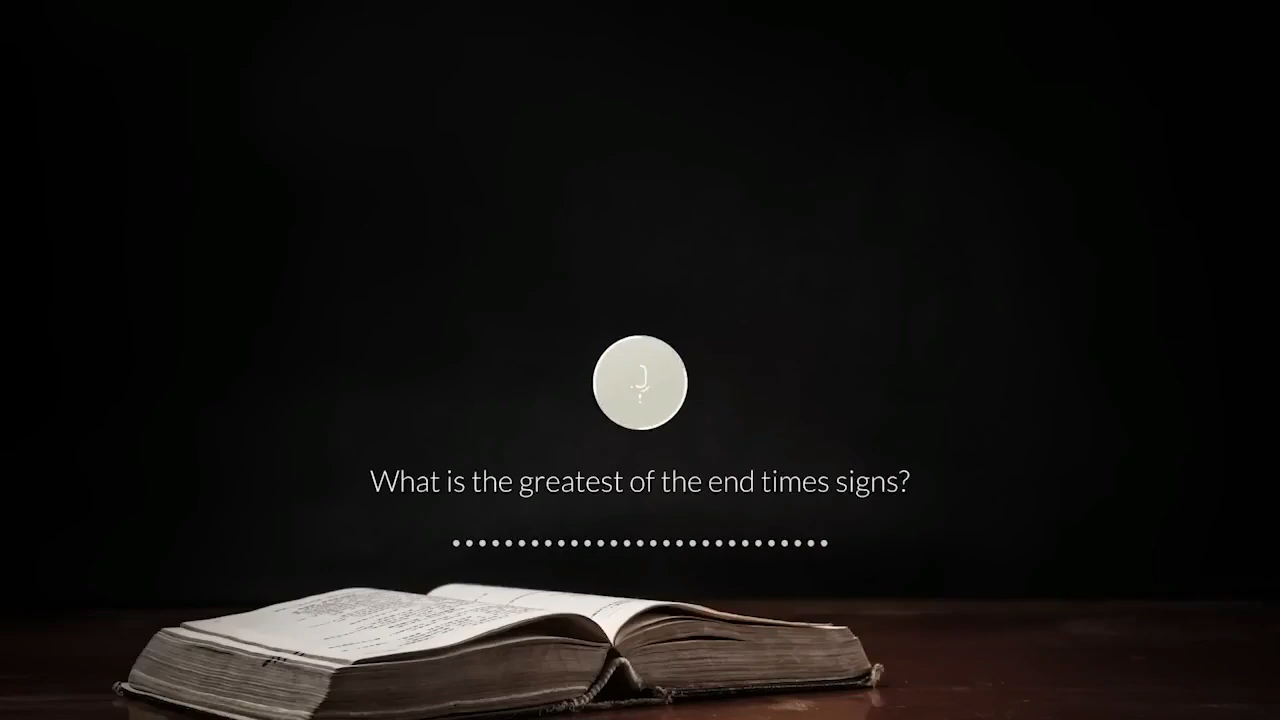 What is the greatest of the end times signs?